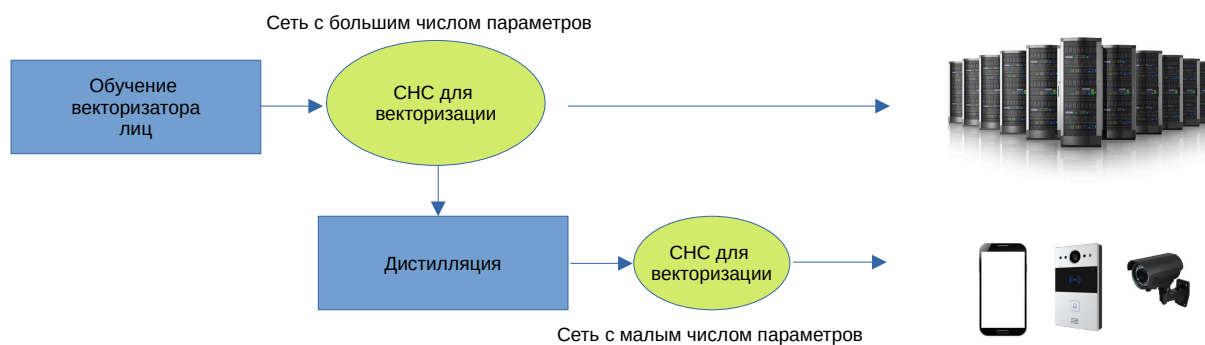 Сеть с большим числом параметров
Обучение
векторизатора
лиц
СНС для
векторизации
Дистилляция
СНС для
векторизации
Сеть с малым числом параметров